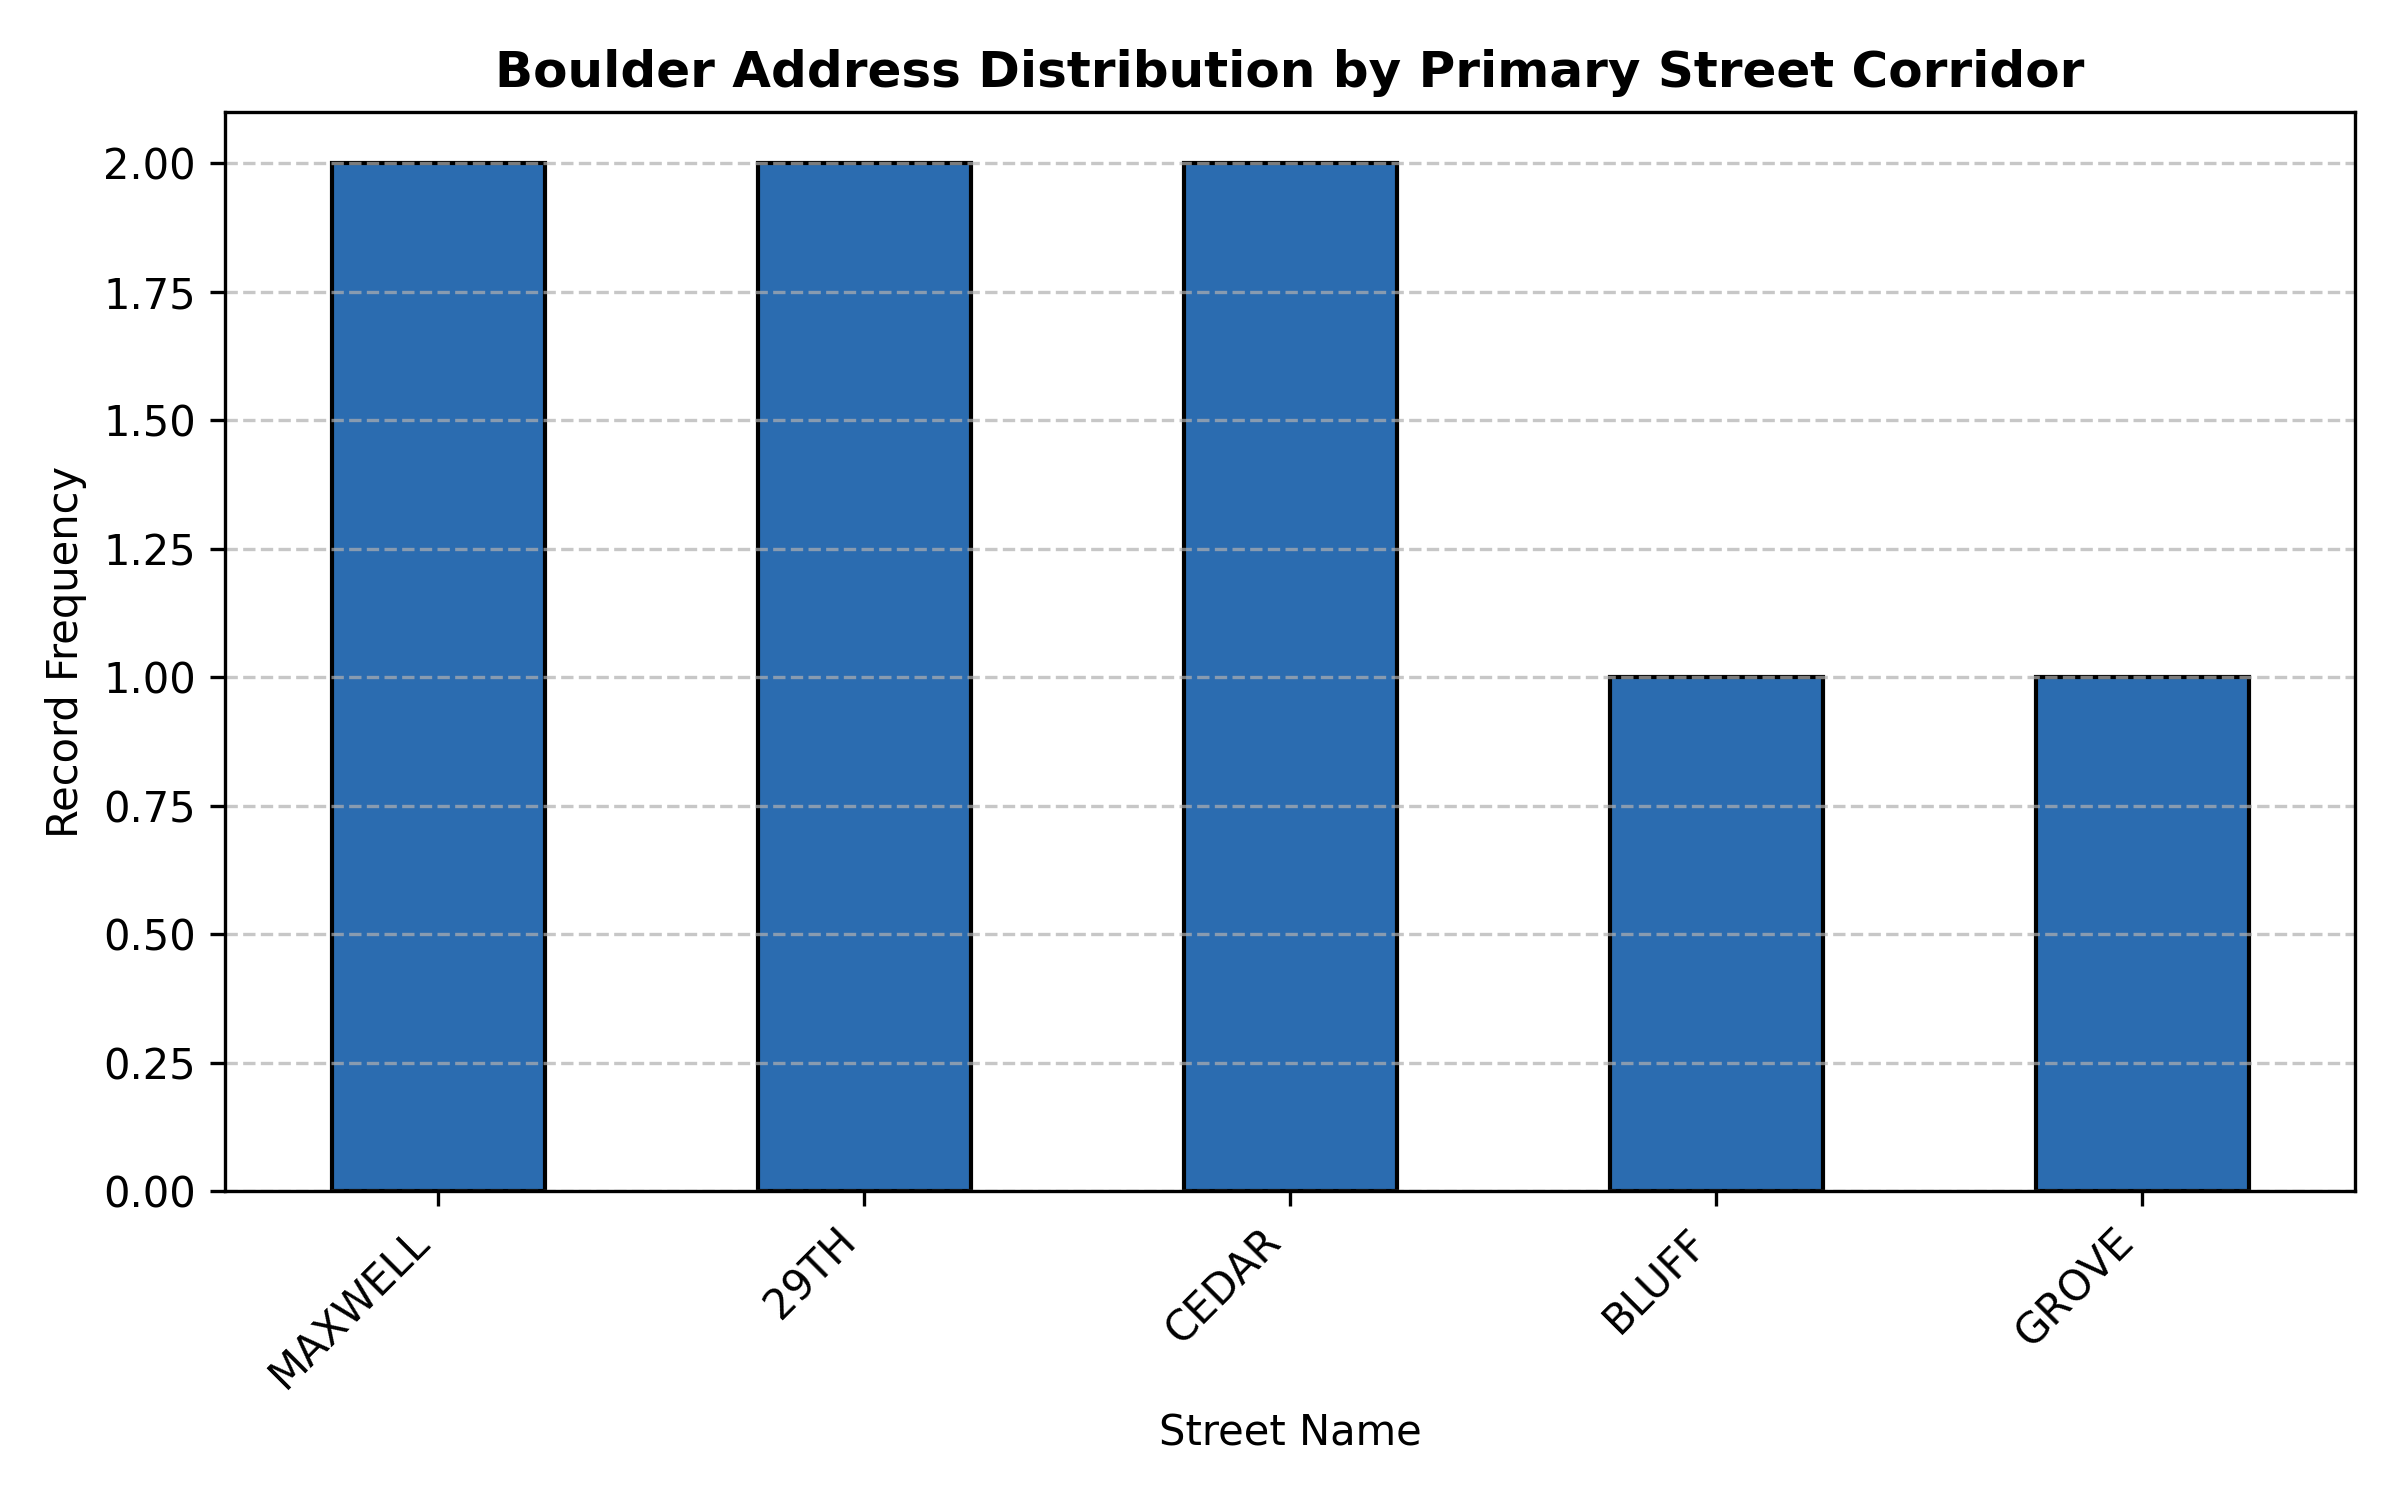 Boulder Address Distribution by Primary Street Corridor
Record Frequency
2.00
1.75
1.50
1.25
1.00
0.75
0.50
0.25
0.00
MAXWELL
29TH
CEDAR
BLUFF
GROVE
Street Name